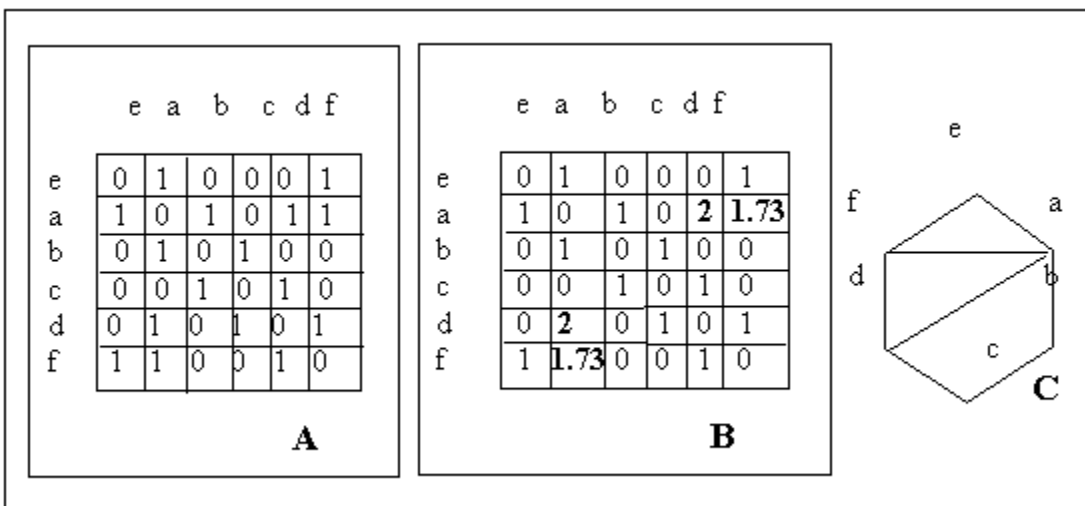 e a b c d f
e 0 1 0 0 0 1
a 1 0 1 0 1 1
b 0 1 0 1 0 0
c 0 0 1 0 1 0
d 0 1 0 1 0 1
f 1 1 0 0 1 0
A
e a b c d f
e 0 1 0 0 0 1
a 1 0 1 0 2 1.73
b 0 1 0 1 0 0
c 0 0 1 0 1 0
d 0 2 0 1 0 1
f 1 1.73 0 0 1 0
B
e
f a
d b
c
C